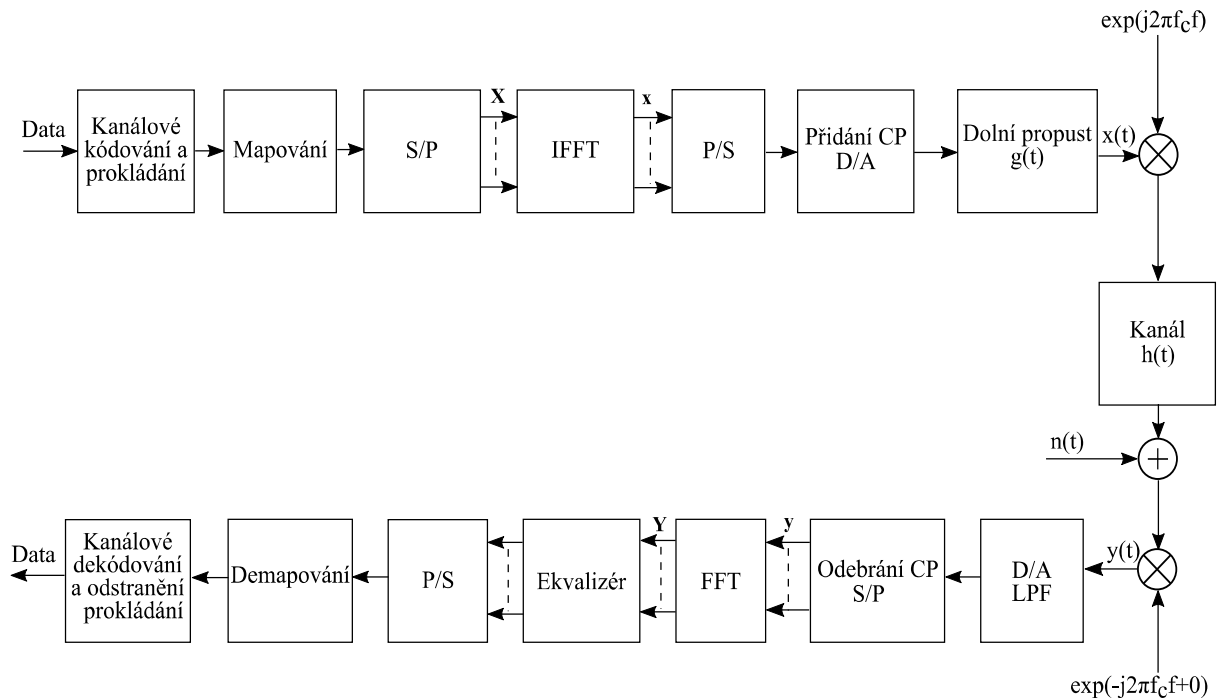 exp(j2πfcf)
Data
Kanálové
kódování a
prokládání
Mapování
S/P
X
IFFT
x
P/S
Přidání CP
D/A
Dolní propust
g(t)
x(t)
Kanál
h(t)
n(t)
+
Data
Kanálové
dekódování
a odstranění
prokládání
Demapování
P/S
Ekvalizér
Y
FFT
y
Odebrání CP
S/P
D/A
LPF
y(t)
exp(-j2πfcf+0)